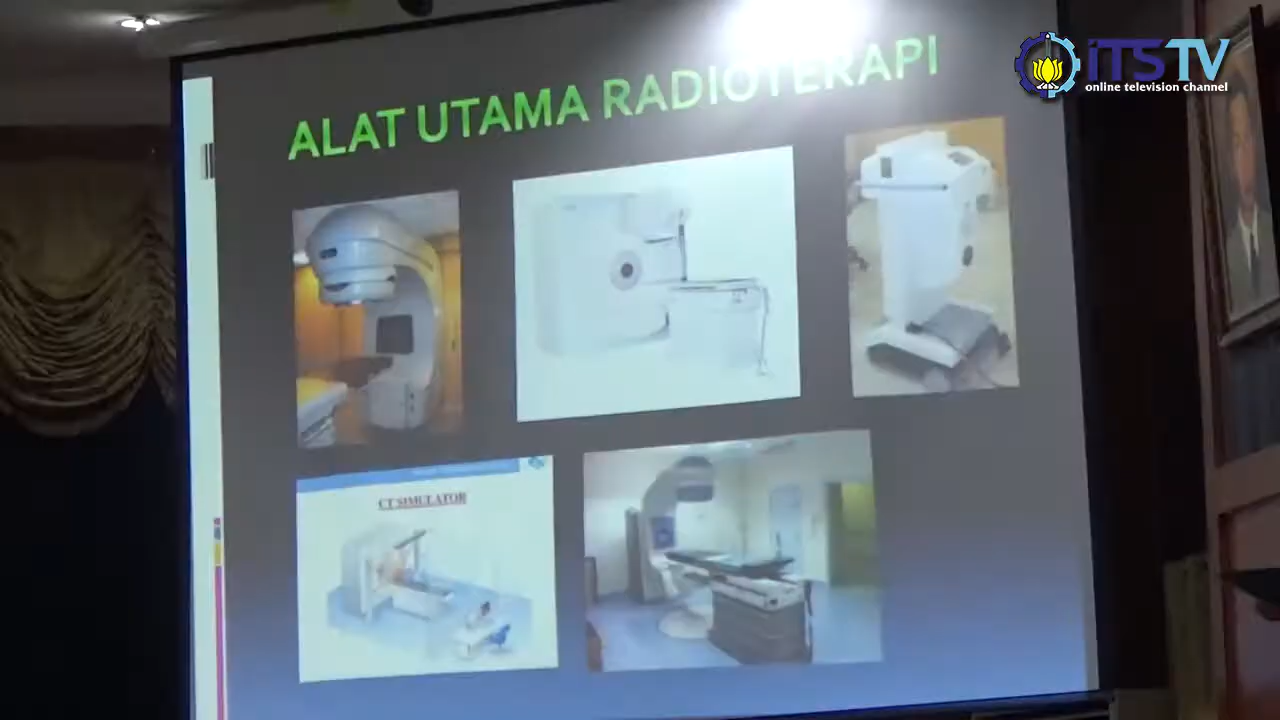 ALAT UTAMA RADIOTERAPI
iTSTV
online television channel
CT SIMULATOR